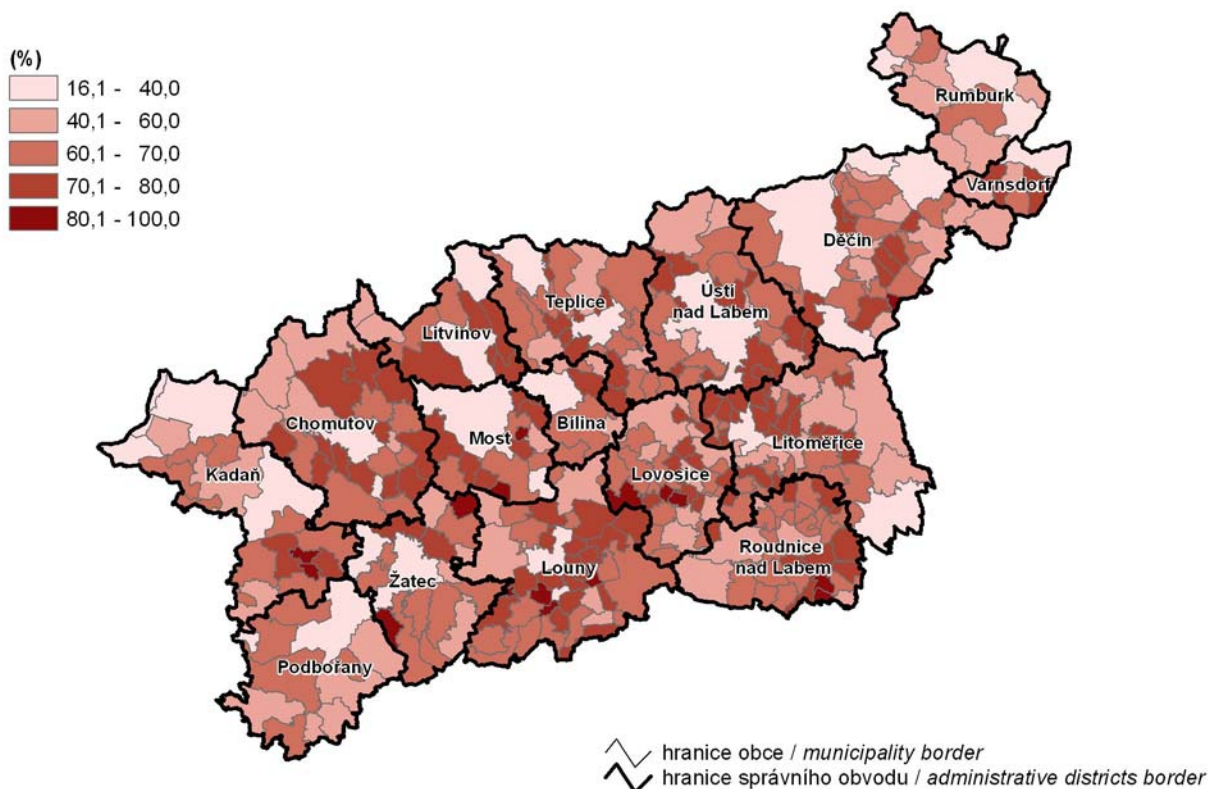 (%)
16,1 - 40,0
40,1 - 60,0
60,1 - 70,0
70,1 - 80,0
80,1 - 100,0
Rumburk
Varnsdorf
Děčín
Ústí
nad Labem
Teplice
Litvínov
Chomutov
Most
Bílina
Litoměřice
Kadaň
Lovosice
Roudnice
nad Labem
Louny
Žatec
Podbořany
hranice obce / municipality border
hranice správního obvodu / administrative districts border